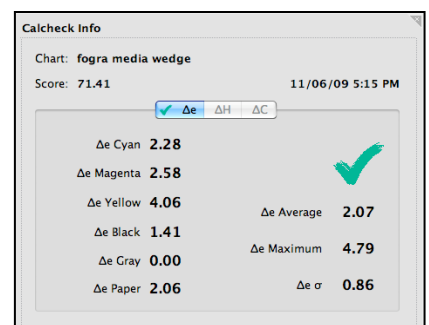 Calcheck Info
Chart: fogra media wedge
Score: 71.41 11/06/09 5:15 PM
Δe ΔH ΔC
Δe Cyan 2.28
Δe Magenta 2.58
Δe Yellow 4.06
Δe Black 1.41
Δe Gray 0.00
Δe Paper 2.06
Δe Average 2.07
Δe Maximum 4.79
Δe σ 0.86